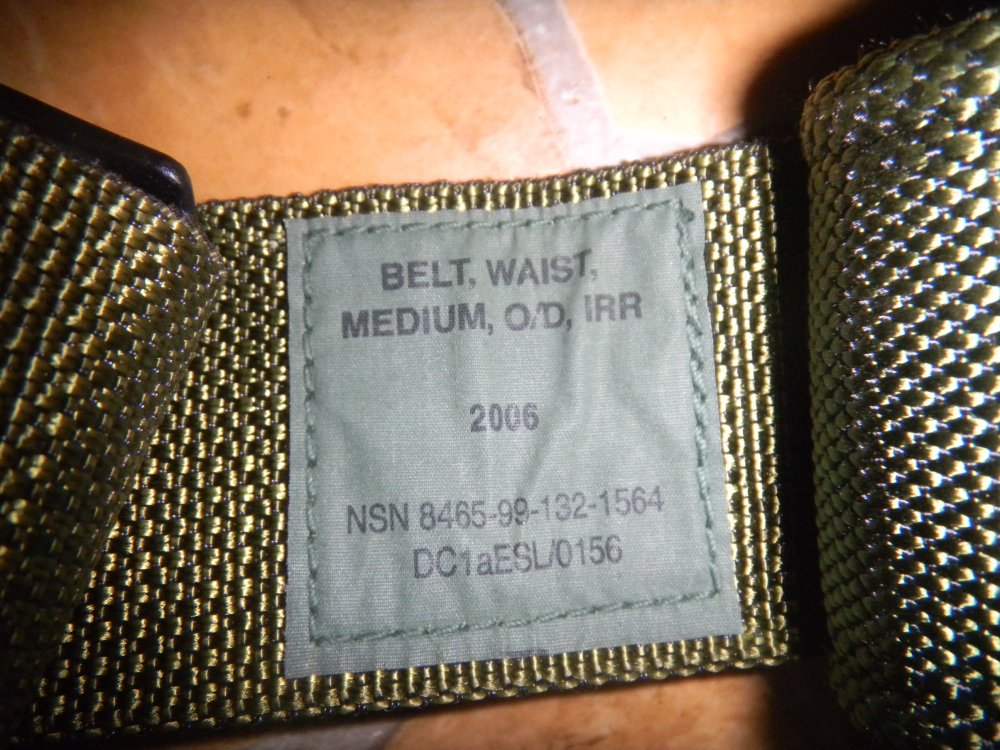 BELT, WAIST,
MEDIUM, O/D, IRR
2006
NSN 8465-99-132-1564
DC1aESL/0156